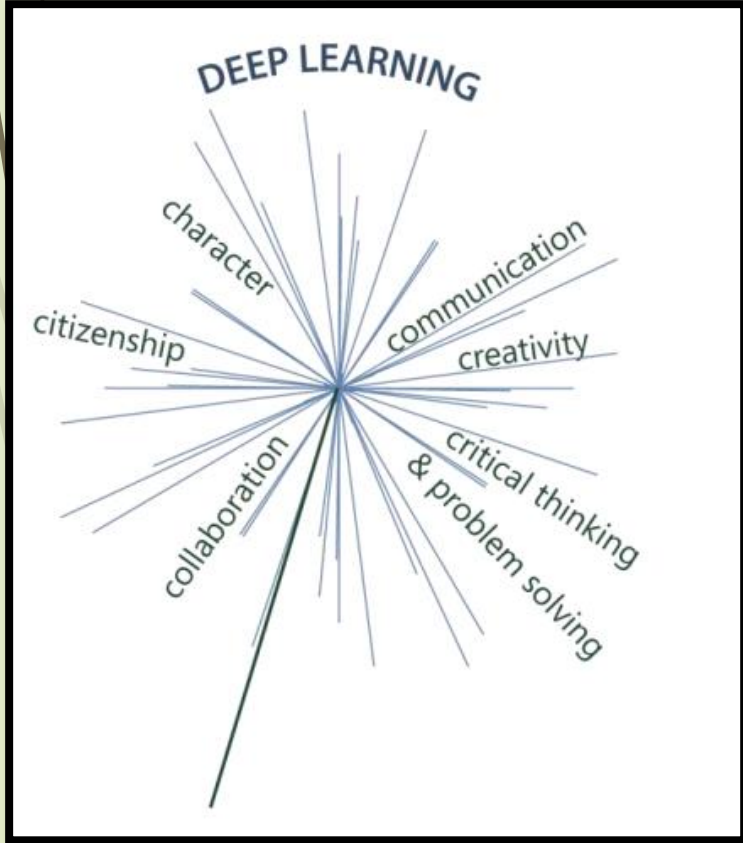 DEEP LEARNING
character
communication
citizenship
creativity
critical thinking
& problem solving
collaboration